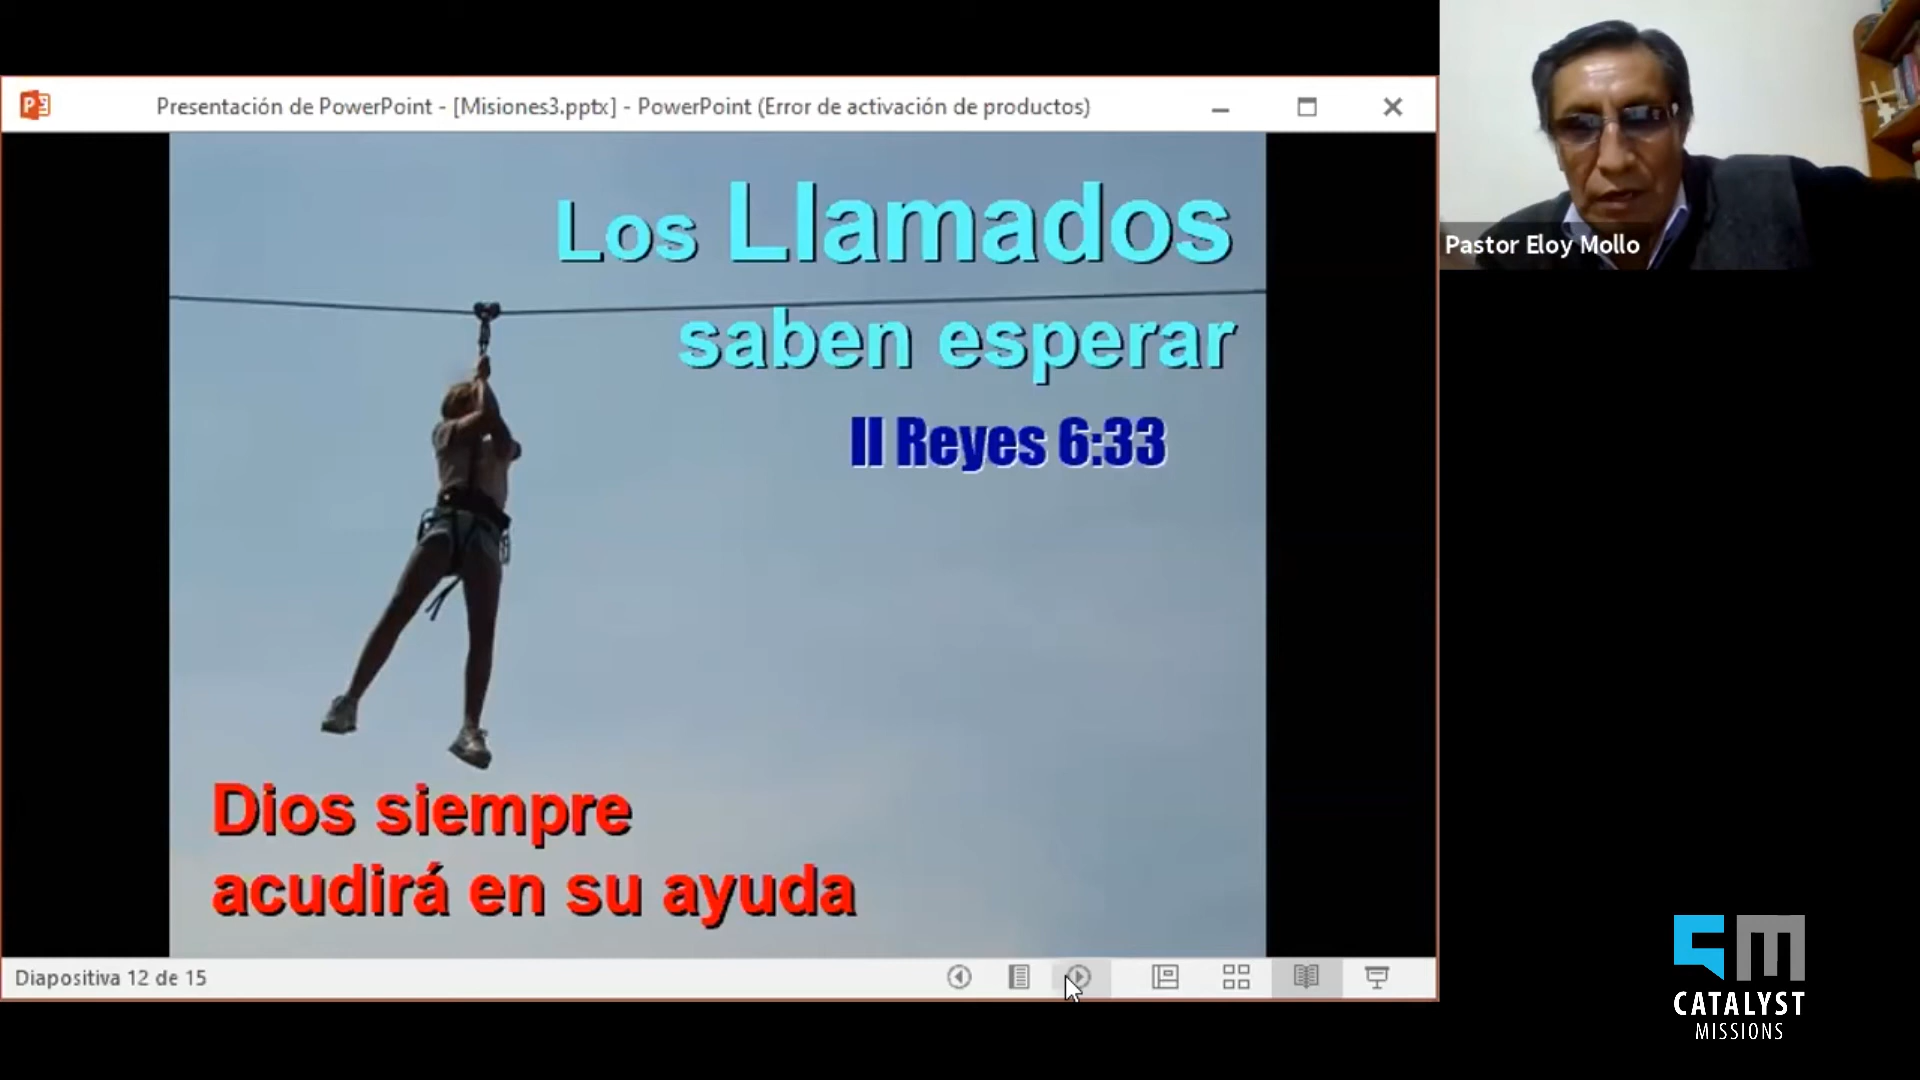 Presentación de PowerPoint - [Misiones3.pptx] - PowerPoint (Error de activación de productos)
Los Llamados
saben esperar
II Reyes 6:33
Dios siempre
acudirá en su ayuda
Diapositiva 12 de 15
Pastor Eloy Mollo
CM
CATALYST
MISSIONS